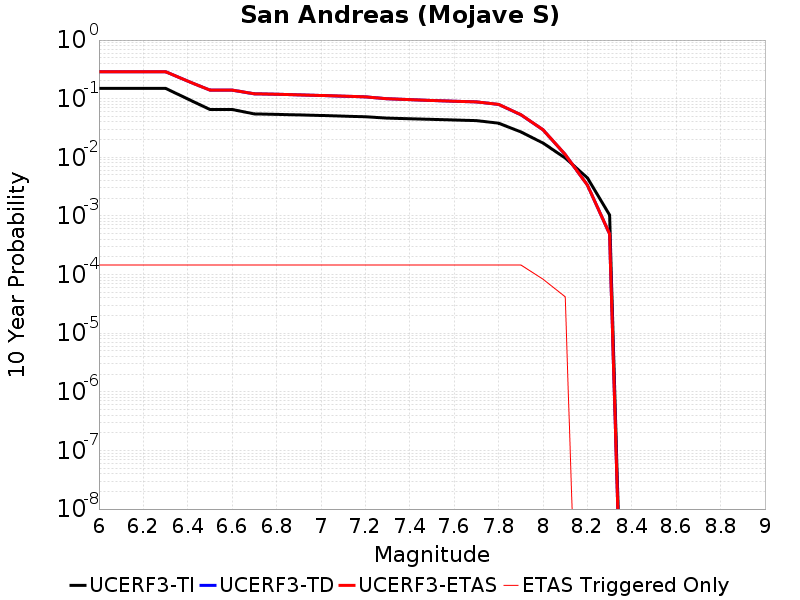 San Andreas (Mojave S)
10 Year Probability
10^0
10^-1
10^-2
10^-3
10^-4
10^-5
10^-6
10^-7
10^-8
6 6.2 6.4 6.6 6.8 7 7.2 7.4 7.6 7.8 8 8.2 8.4 8.6 8.8 9
Magnitude
UCERF3-TI UCERF3-TD UCERF3-ETAS ETAS Triggered Only